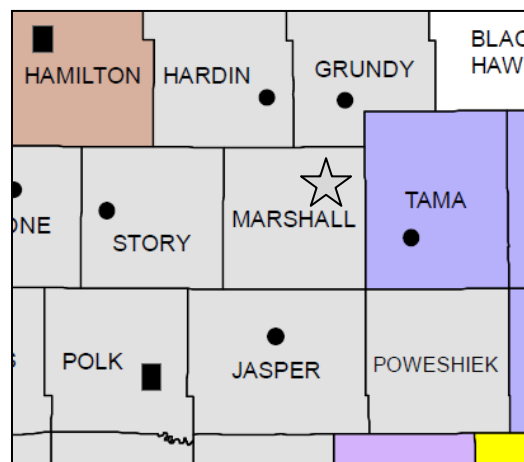 BLAC
HAW
GRUNDY
HAMILTON
HARDIN
TAMA
ONE
STORY
MARSHALL
S
POLK
JASPER
POWESHIEK